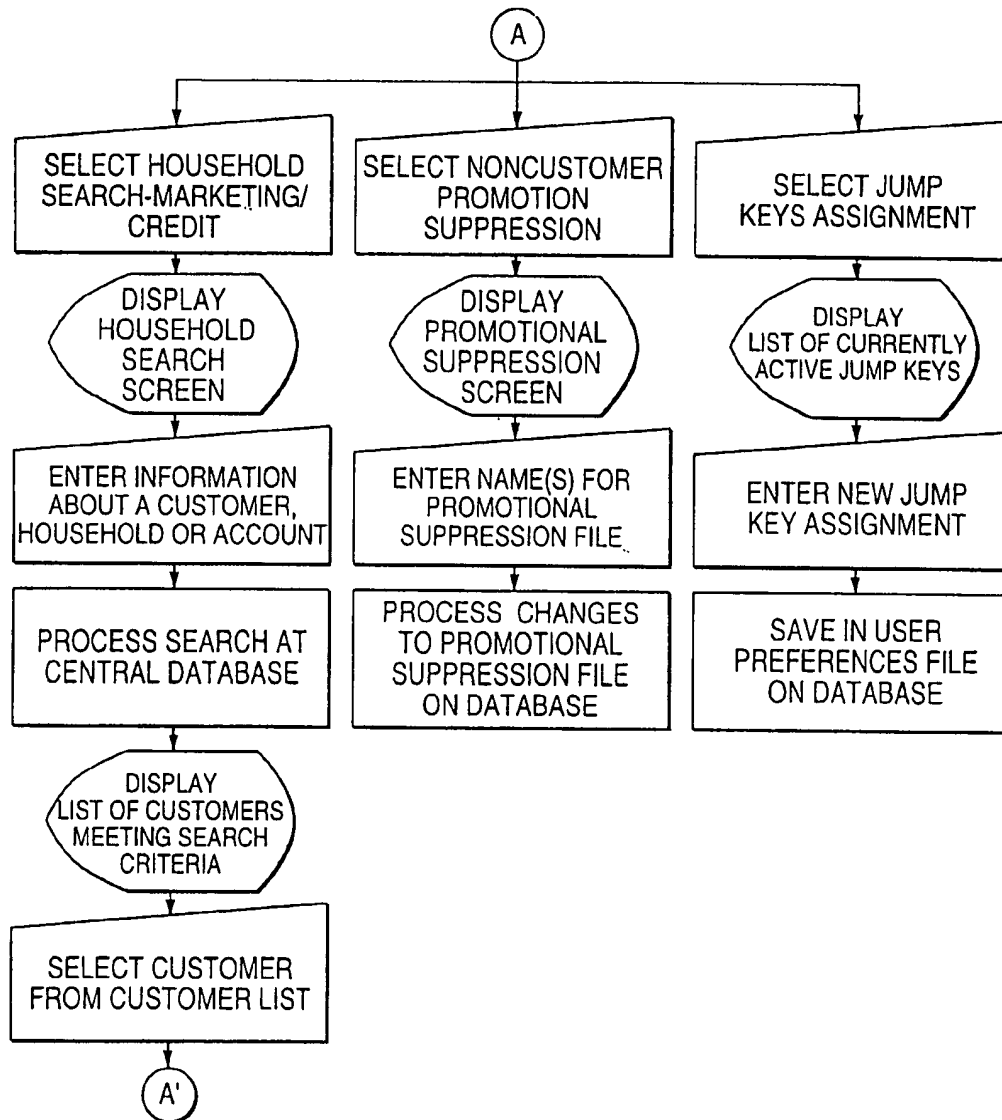 A
SELECT HOUSEHOLD
SEARCH-MARKETING/
CREDIT
DISPLAY
HOUSEHOLD
SEARCH
SCREEN
ENTER INFORMATION
ABOUT A CUSTOMER,
HOUSEHOLD OR ACCOUNT
PROCESS SEARCH AT
CENTRAL DATABASE
DISPLAY
LIST OF CUSTOMERS
MEETING SEARCH
CRITERIA
SELECT CUSTOMER
FROM CUSTOMER LIST
A'
SELECT NONCUSTOMER
PROMOTION
SUPPRESSION
DISPLAY
PROMOTIONAL
SUPPRESSION
SCREEN
ENTER NAME(S) FOR
PROMOTIONAL
SUPPRESSION FILE
PROCESS CHANGES
TO PROMOTIONAL
SUPPRESSION FILE
ON DATABASE
SELECT JUMP
KEYS ASSIGNMENT
DISPLAY
LIST OF CURRENTLY
ACTIVE JUMP KEYS
ENTER NEW JUMP
KEY ASSIGNMENT
SAVE IN USER
PREFERENCES FILE
ON DATABASE